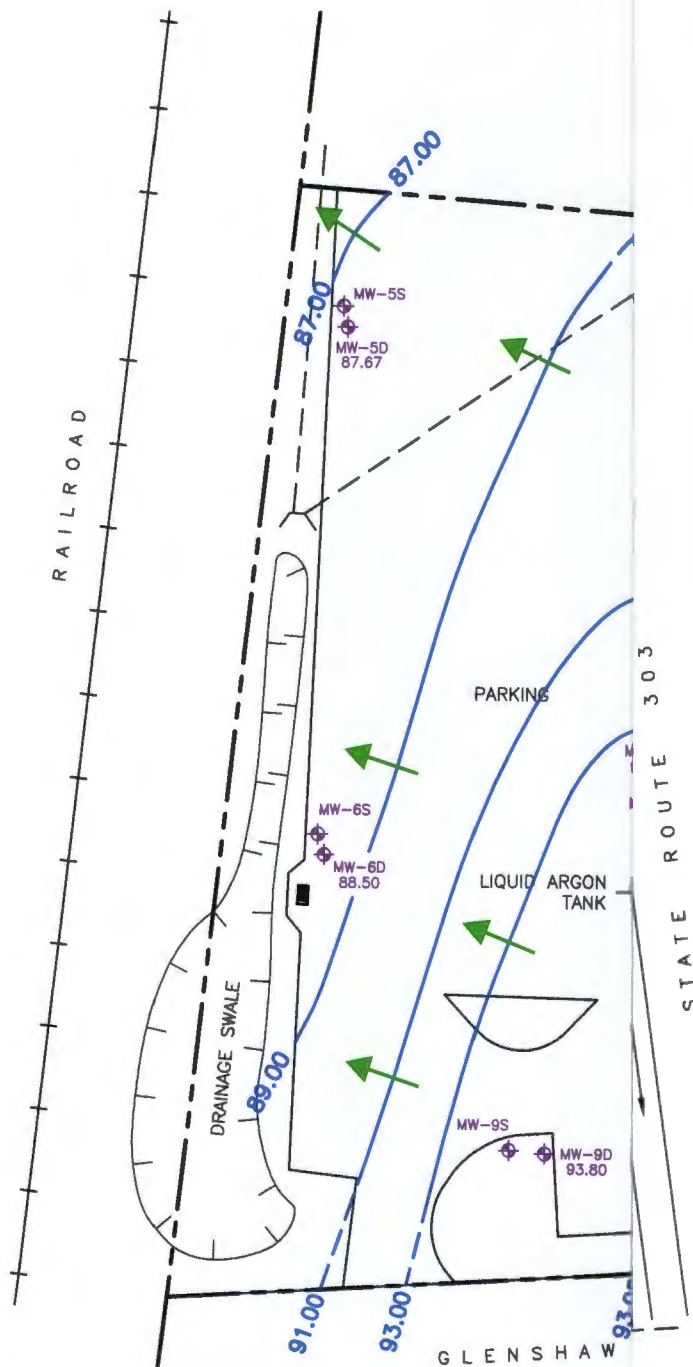 87.00
87.00
MW-5S
MW-5D
87.67
RAILROAD
PARKING
STATE ROUTE 303
MW-6S
MW-6D
88.50
LIQUID ARGON
TANK
DRAINAGE SWALE
89.00
MW-9S
MW-9D
93.80
91.00
93.00
GLENSHAW